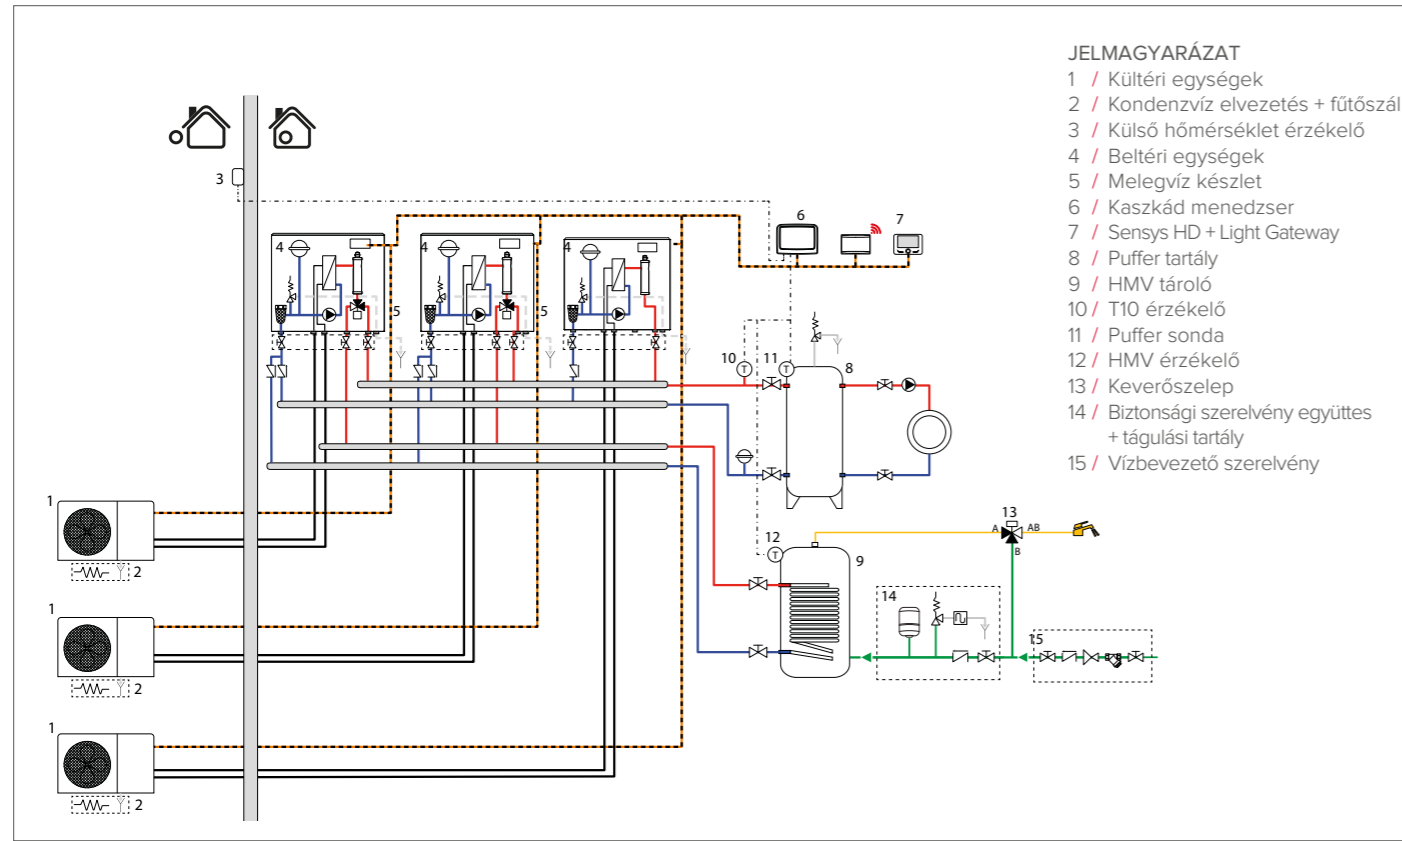 JELMAGYARÁZAT
1 / Kültéri egységek
2 / Kondenzvíz elvezetés + fűtőszál
3 / Külső hőmérséklet érzékelő
4 / Beltéri egységek
5 / Melegvíz készlet
6 / Kaszkád menedzser
7 / Sensys HD + Light Gateway
8 / Puffer tartály
9 / HMV tároló
10 / T10 érzékelő
11 / Puffer sonda
12 / HMV érzékelő
13 / Keverőszelep
14 / Biztonsági szerelvény együttes
+ tágulási tartály
15 / Vízbevezető szerelvény
3
6
7
4
4
4
5
5
10
11
8
T
T
1
2
1
2
1
2
12
T
9
13
A
AB
B
14
15